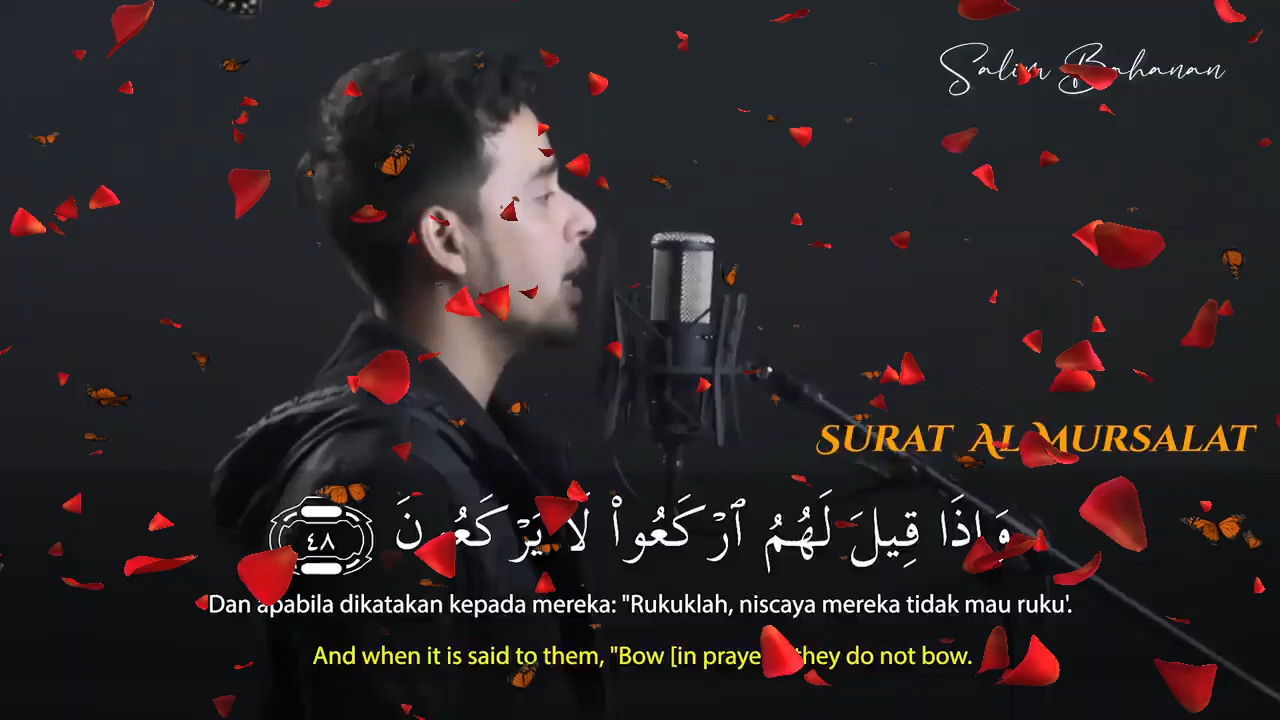 Salim Bahanan
SURAT AL MURSALAT
وَإِذَا قِيلَ لَهُمُ ٱرْكَعُوا۟ لَا يَرْكَعُونَ ٤٨
Dan apabila dikatakan kepada mereka: "Rukuklah, niscaya mereka tidak mau ruku'.
And when it is said to them, "Bow [in praye they do not bow.